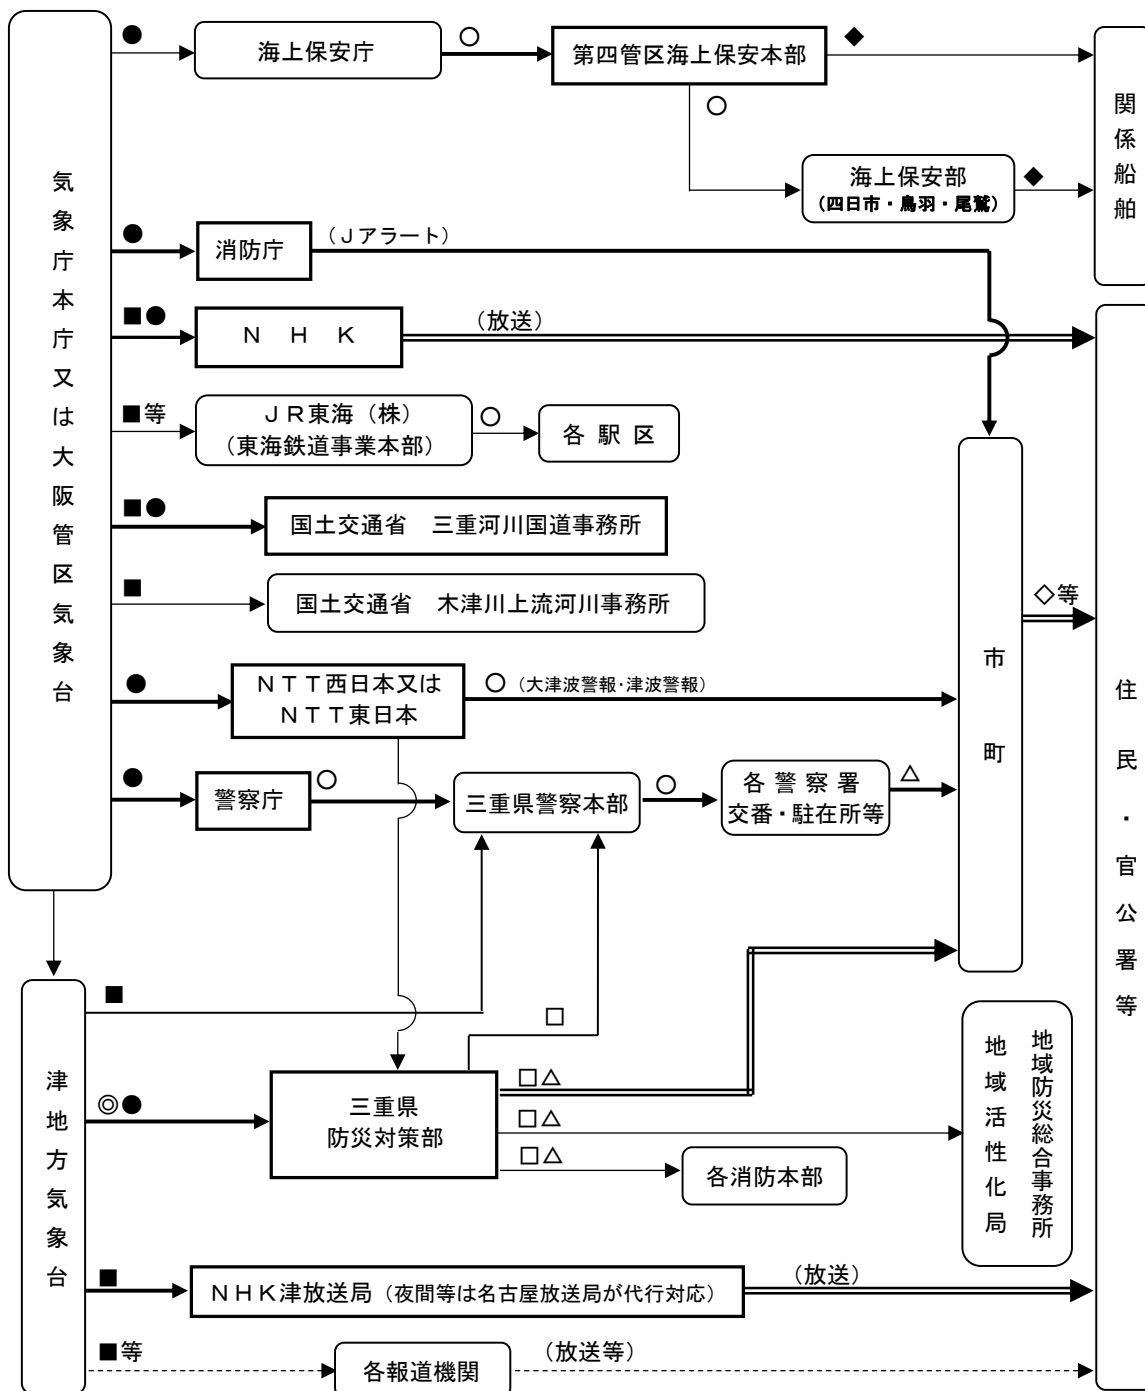 気象庁本庁又は大阪管区気象台
●
海上保安庁
○
第四管区海上保安本部
◆
関係船舶
○
海上保安部
(四日市・鳥羽・尾鷲)
◆
●
消防庁
(Jアラート)
■●
N H K
(放送)
■等
JR東海(株)
(東海鉄道事業本部)
○
各駅区
■●
国土交通省 三重河川国道事務所
■
国土交通省 木津川上流河川事務所
●
NTT西日本又は
NTT東日本
○(大津波警報・津波警報)
市町
◇等
住民・官公署等
●
警察庁
○
三重県警察本部
○
各警察署
交番・駐在所等
△
津地方気象台
■
□
◎●
三重県
防災対策部
□△
□△
□△
各消防本部
地域防災総合事務所
地域活性化局
■
NHK津放送局(夜間等は名古屋放送局が代行対応)
(放送)
■等
各報道機関
(放送等)